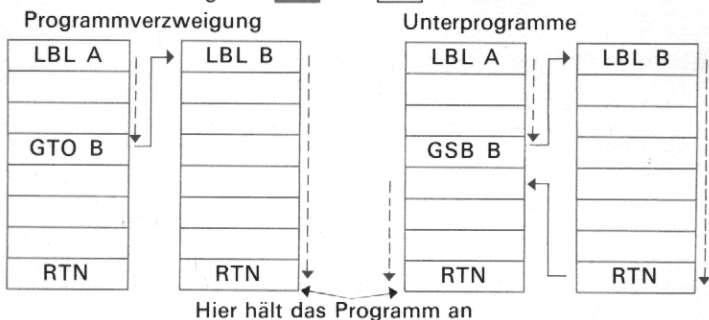 Programmverzweigung
Unterprogramme
LBL A
LBL B
LBL A
LBL B
GTO B
GSB B
RTN
RTN
RTN
RTN
Hier hält das Programm an